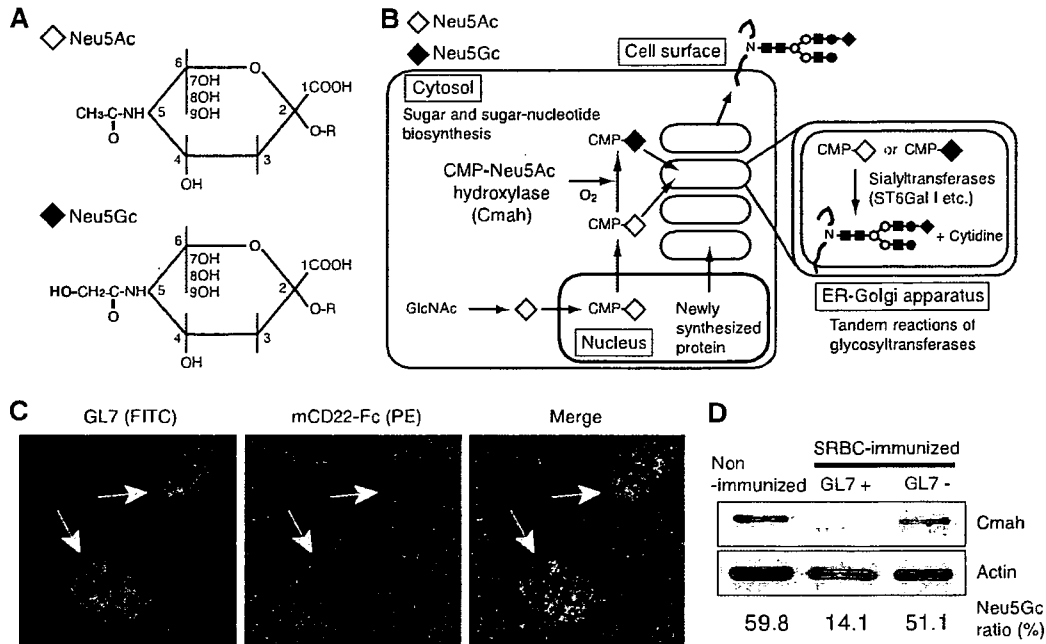 A
Neu5Ac
6
O
7OH
8OH
9OH
1COOH
2
CH3-C-NH
5
O
O-R
4
3
OH
Neu5Gc
6
O
7OH
8OH
9OH
1COOH
2
HO-CH2-C-NH
5
O
O-R
4
3
OH
B
Neu5Ac
Neu5Gc
Cell surface
N
Cytosol
Sugar and sugar-nucleotide
biosynthesis
CMP-
CMP-Neu5Ac
hydroxylase
(Cmah)
O2
CMP-
GlcNAc
CMP-
Nucleus
Newly
synthesized
protein
CMP- or CMP-
Sialyltransferases
(ST6Gal I etc.)
N
+ Cytidine
ER-Golgi apparatus
Tandem reactions of
glycosyltransferases
C
GL7 (FITC)
mCD22-Fc (PE)
Merge
D
Non
-immunized
SRBC-immunized
GL7 +
GL7 -
Cmah
Actin
59.8
14.1
51.1
Neu5Gc
ratio (%)